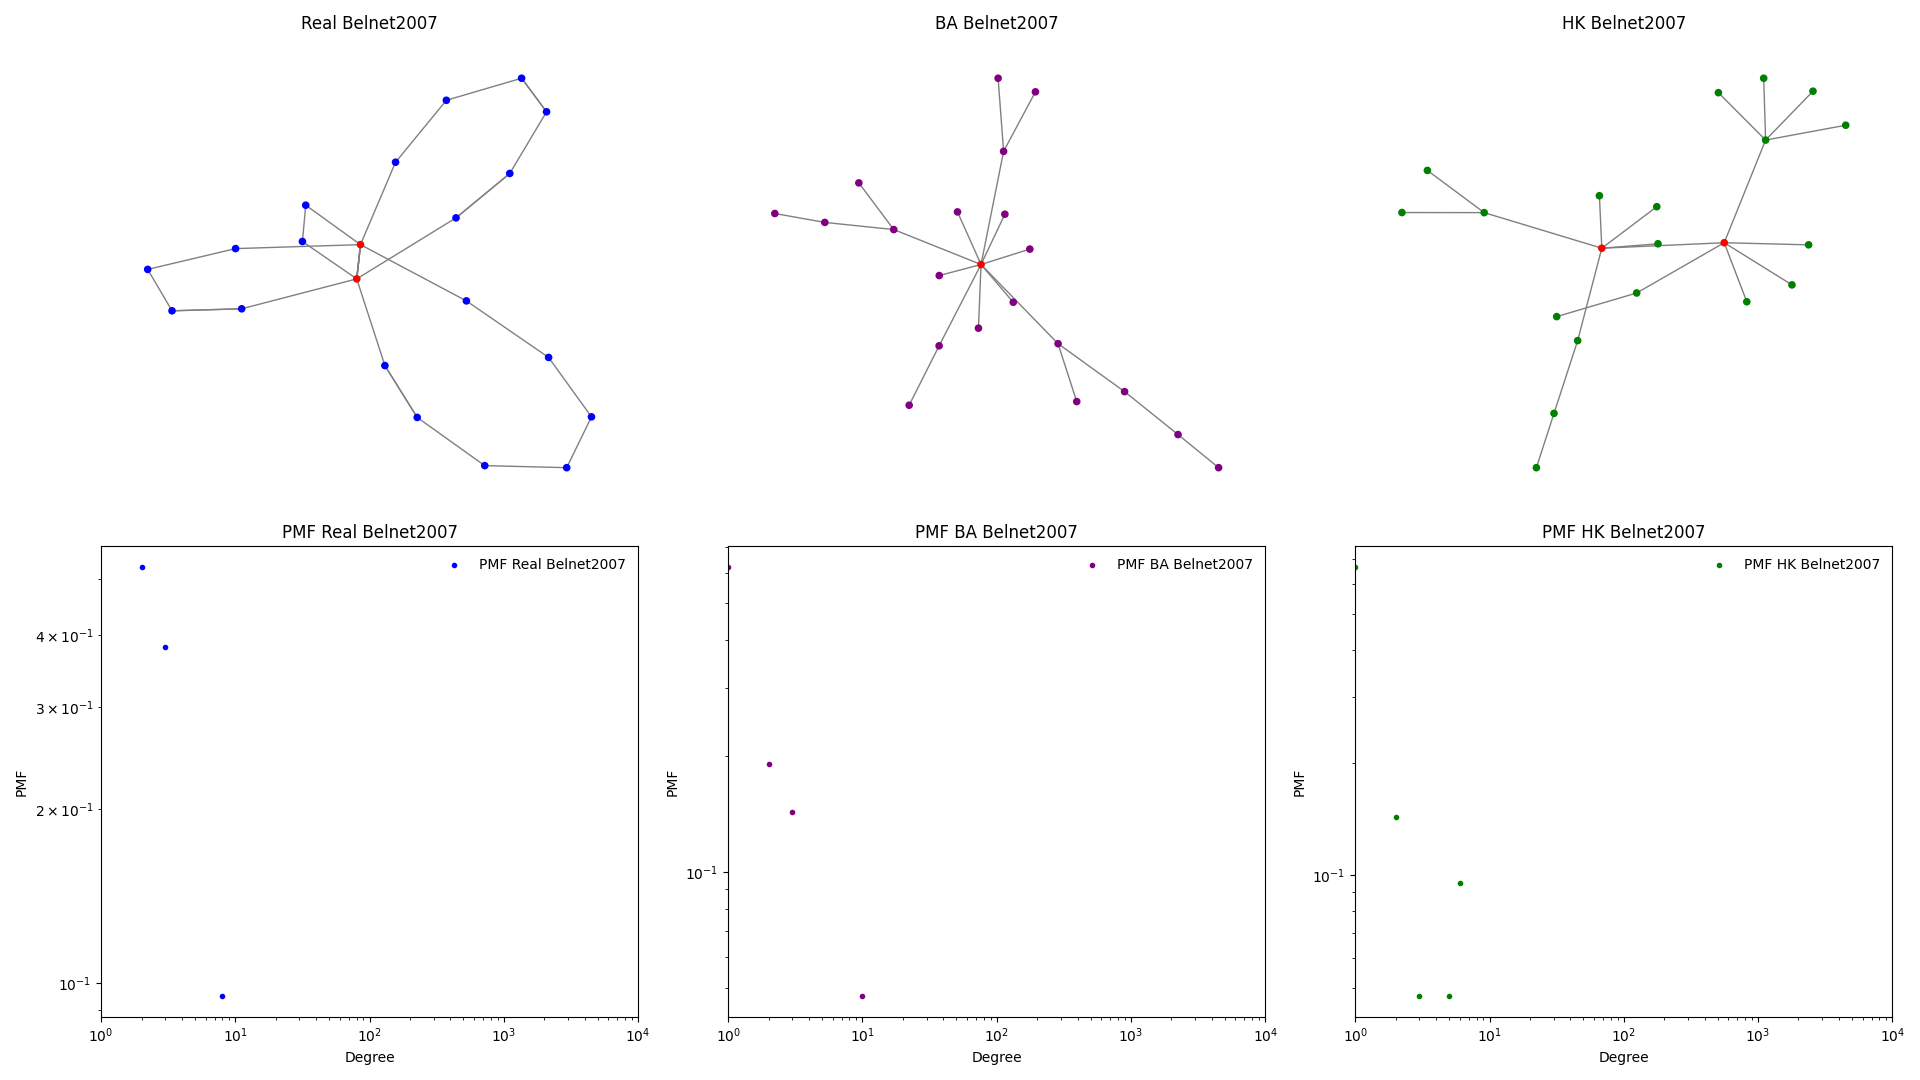 Real Belnet2007
BA Belnet2007
HK Belnet2007
PMF Real Belnet2007
PMF Real Belnet2007
4 × 10⁻¹
3 × 10⁻¹
2 × 10⁻¹
10⁻¹
PMF
10⁰ 10¹ 10² 10³ 10⁴
Degree
PMF BA Belnet2007
PMF BA Belnet2007
10⁻¹
PMF
10⁰ 10¹ 10² 10³ 10⁴
Degree
PMF HK Belnet2007
PMF HK Belnet2007
10⁻¹
PMF
10⁰ 10¹ 10² 10³ 10⁴
Degree